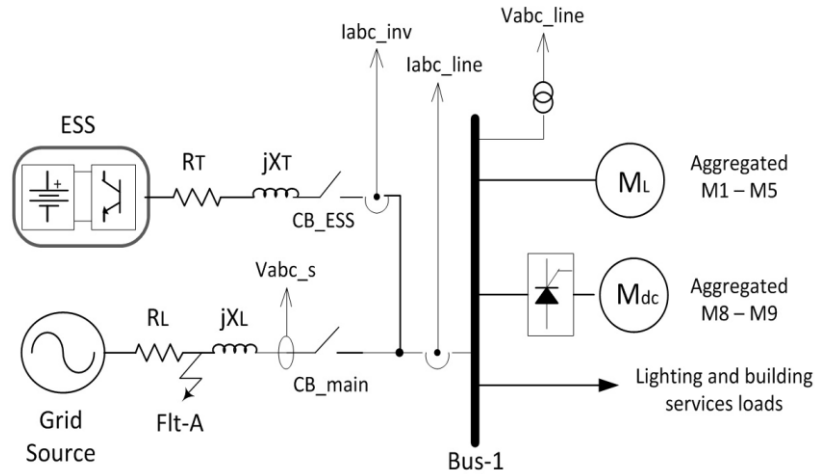 Vabc_line
Iabc_inv
Iabc_line
ESS
RT
jXT
+
CB_ESS
ML
Aggregated
M1 – M5
Vabc_s
RL
jXL
CB_main
Mdc
Aggregated
M8 – M9
Flt-A
Grid
Source
Lighting and building
services loads
Bus-1